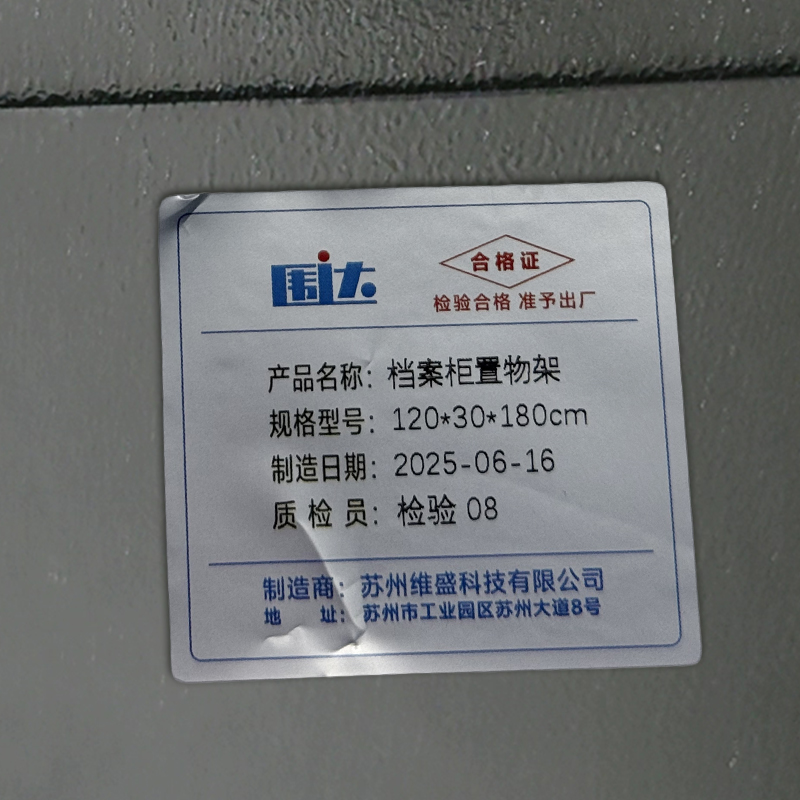 围达
合格证
检验合格 准予出厂
产品名称：档案柜置物架
规格型号：120*30*180cm
制造日期：2025-06-16
质检员：检验 08
制造商：苏州维盛科技有限公司
地址：苏州市工业园区苏州大道8号